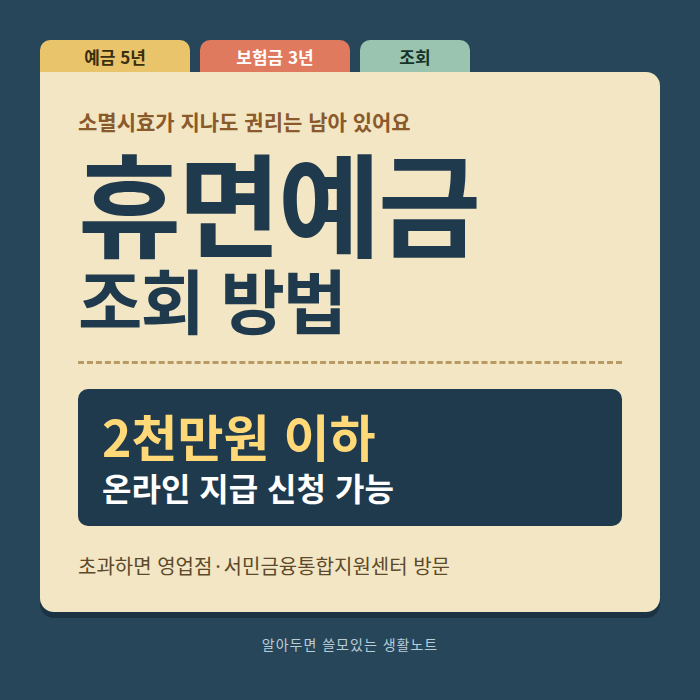 예금 5년
보험금 3년
조회
소멸시효가 지나도 권리는 남아 있어요
휴면예금
조회 방법
2천만원 이하
온라인 지급 신청 가능
초과하면 영업점·서민금융통합지원센터 방문
알아두면 쓸모있는 생활노트